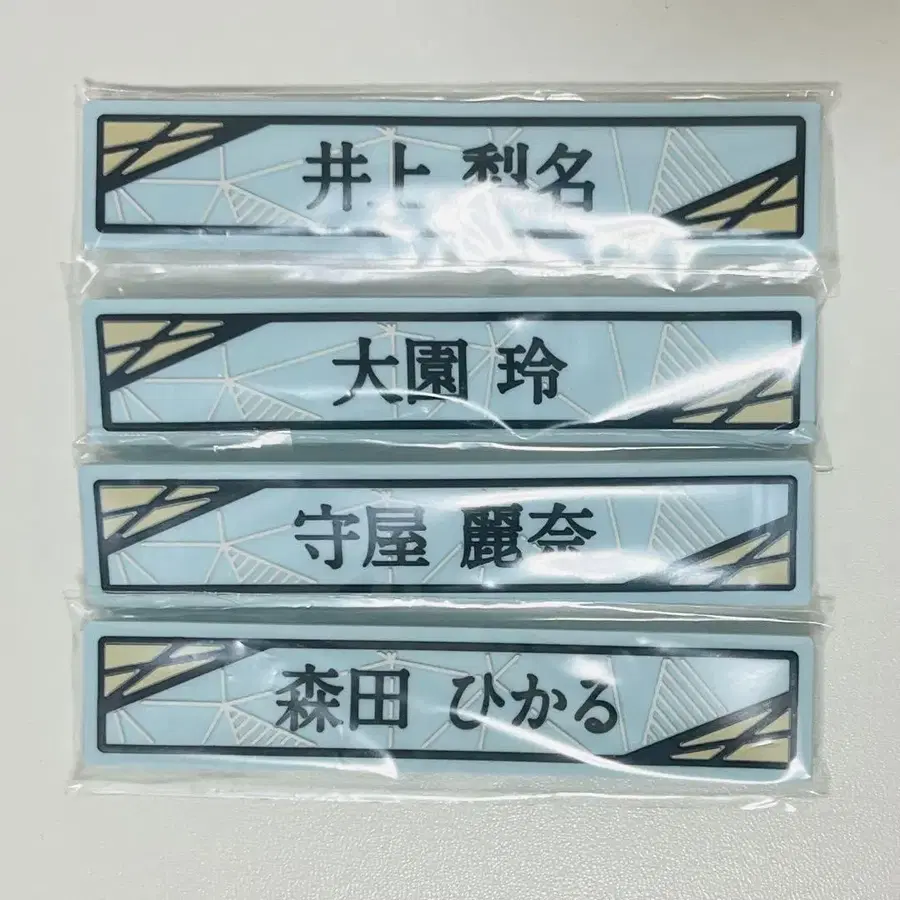 井上 梨名
大園 玲
守屋 麗奈
森田 ひかる